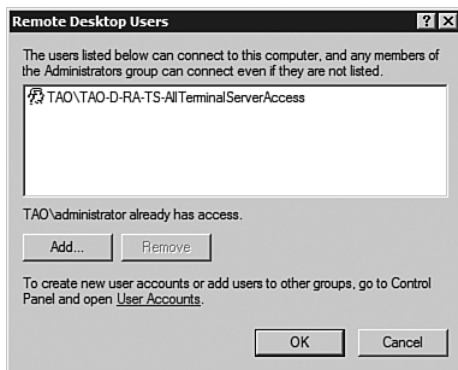 Remote Desktop Users
The users listed below can connect to this computer, and any members of
the Administrators group can connect even if they are not listed.
TAO\TAO-D-RA-TS-AllTerminalServerAccess
TAO\administrator already has access.
Add... Remove
To create new user accounts or add users to other groups, go to Control
Panel and open User Accounts.
OK Cancel